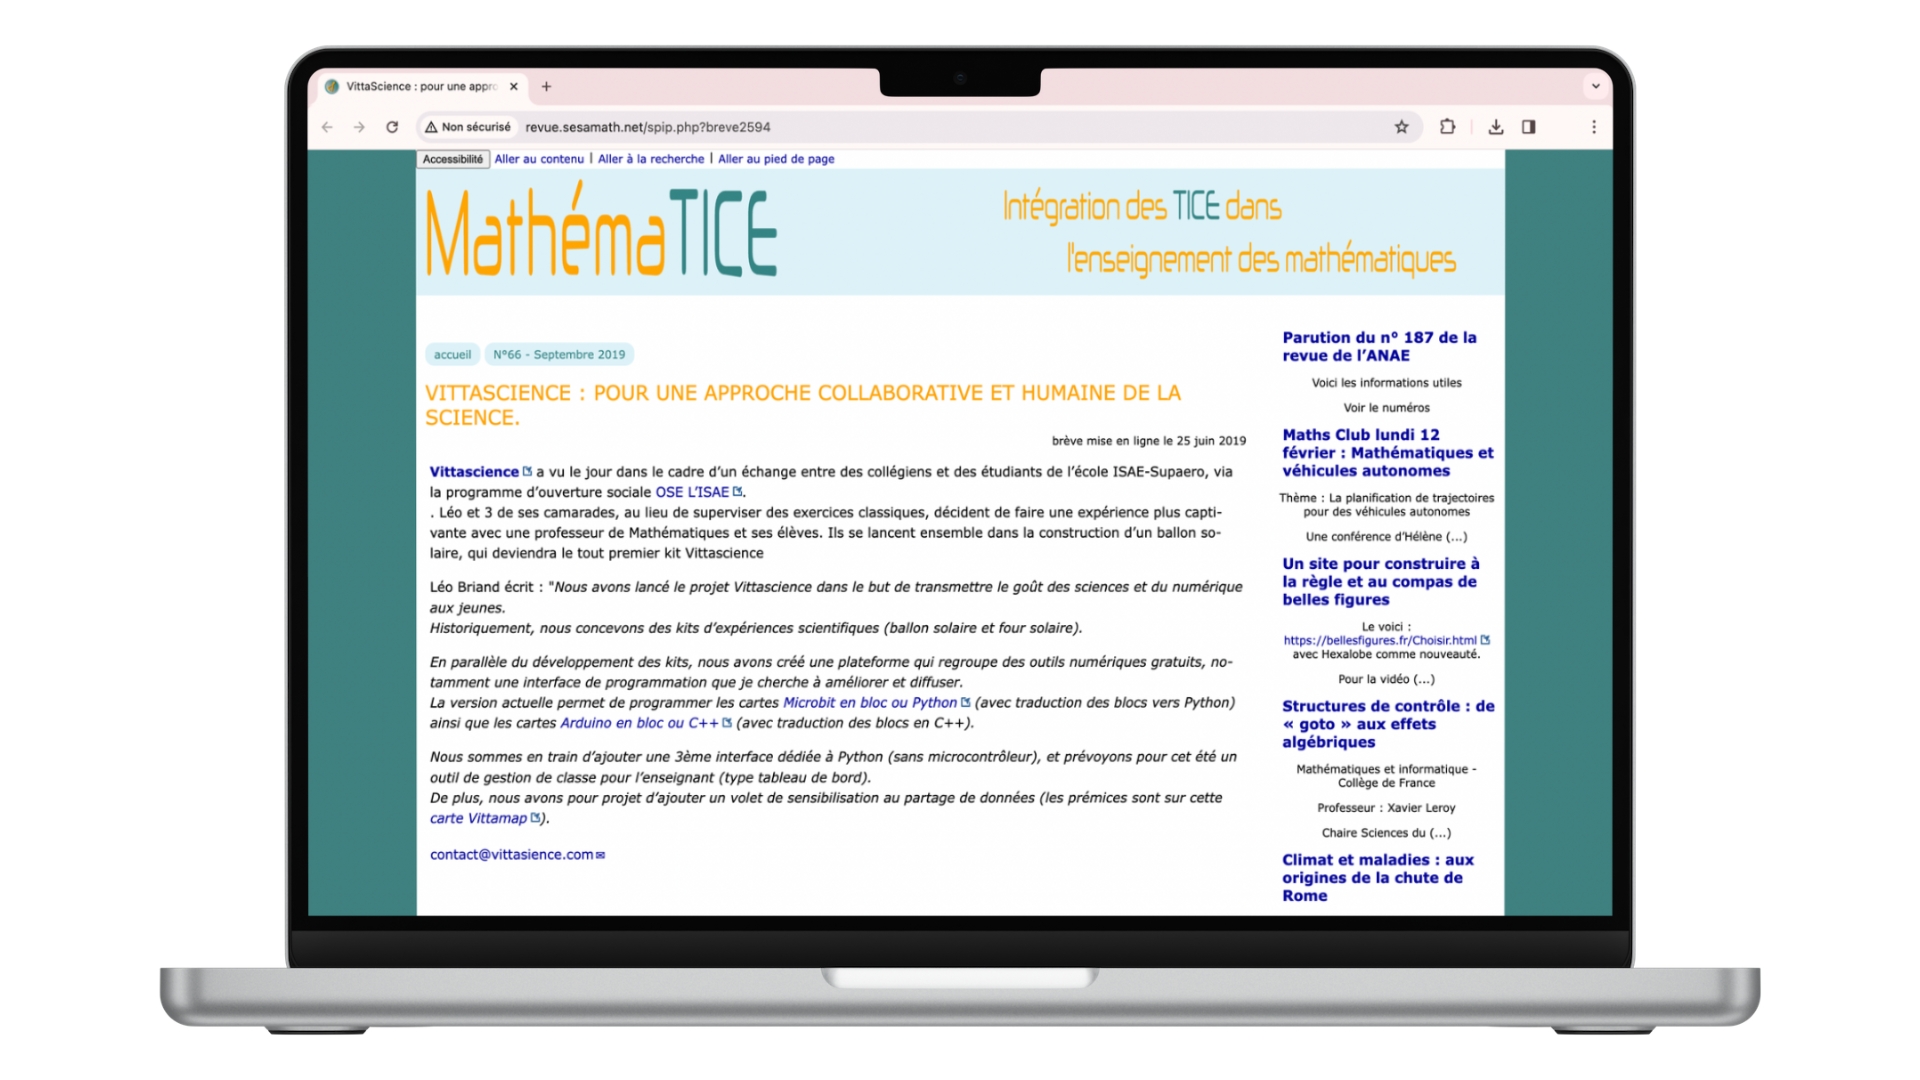 VittaScience : pour une appro
Non sécurisé revue.sesamath.net/spip.php?breve2594
Accessibilité Aller au contenu | Aller à la recherche | Aller au pied de page
MathémaTICE
Intégration des TICE dans
l'enseignement des mathématiques
accueil N°66 - Septembre 2019
VITTASCIENCE : POUR UNE APPROCHE COLLABORATIVE ET HUMAINE DE LA
SCIENCE.
brève mise en ligne le 25 juin 2019
Vittascience a vu le jour dans le cadre d’un échange entre des collégiens et des étudiants de l’école ISAE-Supaero, via
la programme d’ouverture sociale OSE L’ISAE .
. Léo et 3 de ses camarades, au lieu de superviser des exercices classiques, décident de faire une expérience plus capti-
vante avec une professeur de Mathématiques et ses élèves. Ils se lancent ensemble dans la construction d’un ballon so-
laire, qui deviendra le tout premier kit Vittascience
Léo Briand écrit : "Nous avons lancé le projet Vittascience dans le but de transmettre le goût des sciences et du numérique
aux jeunes.
Historiquement, nous concevons des kits d’expériences scientifiques (ballon solaire et four solaire).
En parallèle du développement des kits, nous avons créé une plateforme qui regroupe des outils numériques gratuits, no-
tamment une interface de programmation que je cherche à améliorer et diffuser.
La version actuelle permet de programmer les cartes Microbit en bloc ou Python (avec traduction des blocs vers Python)
ainsi que les cartes Arduino en bloc ou C++ (avec traduction des blocs en C++).
Nous sommes en train d’ajouter une 3ème interface dédiée à Python (sans microcontrôleur), et prévoyons pour cet été un
outil de gestion de classe pour l’enseignant (type tableau de bord).
De plus, nous avons pour projet d’ajouter un volet de sensibilisation au partage de données (les prémices sont sur cette
carte Vittamap ).
contact@vittasience.com
Parution du n° 187 de la
revue de l’ANAE
Voici les informations utiles
Voir le numéros
Maths Club lundi 12
février : Mathématiques et
véhicules autonomes
Thème : La planification de trajectoires
pour des véhicules autonomes
Une conférence d’Hélène (...)
Un site pour construire à
la règle et au compas de
belles figures
Le voici :
https://bellesfigures.fr/Choisir.html
avec Hexalobe comme nouveauté.
Pour la vidéo (...)
Structures de contrôle : de
« goto » aux effets
algébriques
Mathématiques et informatique -
Collège de France
Professeur : Xavier Leroy
Chaire Sciences du (...)
Climat et maladies : aux
origines de la chute de
Rome